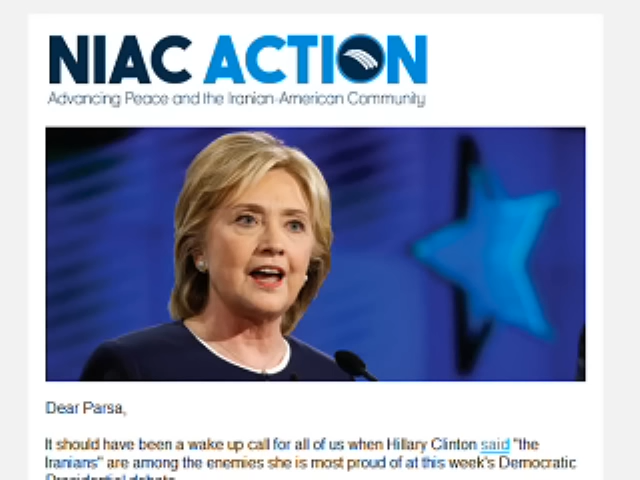 NIAC ACTION
Advancing Peace and the Iranian-American Community
Dear Parsa,
It should have been a wake up call for all of us when Hillary Clinton said "the
Iranians" are among the enemies she is most proud of at this week's Democratic
Presidential debate